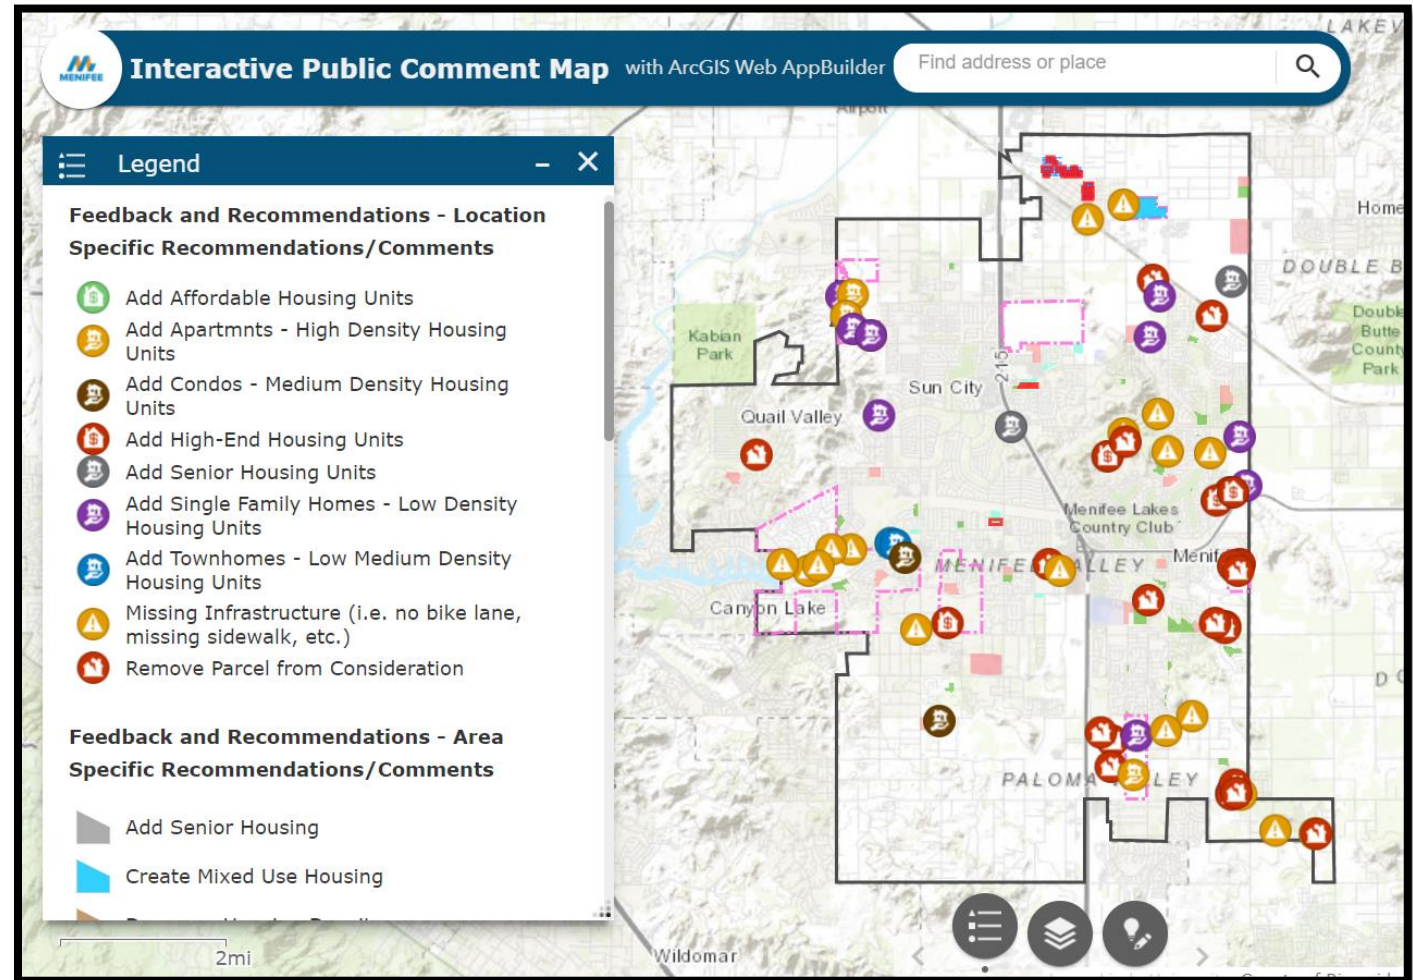 LAKEV
MENIFEE
Interactive Public Comment Map with ArcGIS Web AppBuilder
Find address or place
Airport
Legend
Feedback and Recommendations - Location
Specific Recommendations/Comments
Add Affordable Housing Units
Add Apartmnts - High Density Housing
Units
Add Condos - Medium Density Housing
Units
Add High-End Housing Units
Add Senior Housing Units
Add Single Family Homes - Low Density
Housing Units
Add Townhomes - Low Medium Density
Housing Units
Missing Infrastructure (i.e. no bike lane,
missing sidewalk, etc.)
Remove Parcel from Consideration
Feedback and Recommendations - Area
Specific Recommendations/Comments
Add Senior Housing
Create Mixed Use Housing
Home
DOUBLE B
Double
Butte
County
Park
Kabian
Park
215
Sun City
Quail Valley
Menifee Lakes
Country Club
MENIFEE VALLEY
Menif
Canyon Lake
D
PALOMA VALLEY
2mi
Wildomar